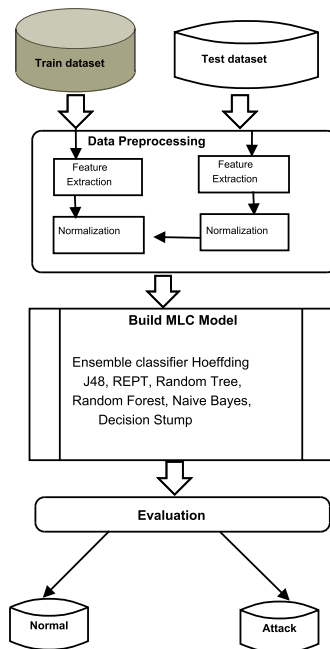 Train dataset
Test dataset
Data Preprocessing
Feature
Extraction
Feature
Extraction
Normalization
Normalization
Build MLC Model
Ensemble classifier Hoeffding
J48, REPT, Random Tree,
Random Forest, Naive Bayes,
Decision Stump
Evaluation
Normal
Attack